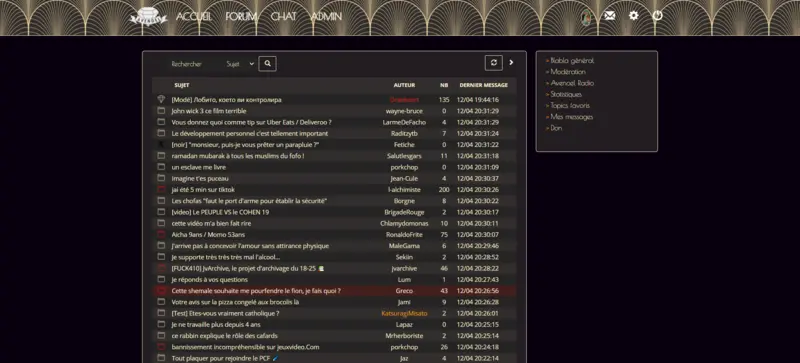 ACCUEIL FORUM CHAT ADMIN
Rechercher Sujet
SUJET AUTEUR NB DERNIER MESSAGE
[Modé] Лобито, което ви контролира 135 12/04 19:44:16
John wick 3 ce film terrible wayne-bruce 0 12/04 20:31:29
Vous donnez quoi comme tip sur Uber Eats / Deliveroo ? LarmeDeFacho 4 12/04 20:31:29
Le développement personnel c'est tellement important Raditzytb 7 12/04 20:31:24
[noir] "monsieur, puis-je vous prêter un parapluie ?" Fetiche 0 12/04 20:31:22
ramadan mubarak à tous les muslims du fofo ! Salutlesgars 11 12/04 20:31:18
un esclave me livre porkchop 0 12/04 20:30:37
Imagine t'es puceau Jean-Cule 4 12/04 20:30:37
jai été 5 min sur tiktok l-alchimiste 200 12/04 20:30:26
Les chofas "faut le port d'arme pour établir la sécurité" Borgne 8 12/04 20:30:22
[video] Le PEUPLE VS le COHEN 19 BrigadeRouge 2 12/04 20:30:17
cette vidéo m'a bien fait rire Chlamydomonas 10 12/04 20:30:11
Aicha 9ans / Momo 53ans RonaldoFrite 75 12/04 20:30:07
J'arrive pas à concevoir l'amour sans attirance physique MaleGama 6 12/04 20:29:46
Je supporte très très très mal l'alcool... Sekiin 2 12/04 20:28:52
[FUCK410] JvArchive, le projet d'archivage du 18-25 jvarchive 46 12/04 20:28:22
Je réponds à vos questions Lum 1 12/04 20:27:43
Cette shemale souhaite me pourfendre le fion, je fais quoi ? Greco 43 12/04 20:26:56
Votre avis sur la pizza congelé aux brocolis là Jami 9 12/04 20:26:28
[Test] Etes-vous vraiment catholique ? KatsuragiMisato 2 12/04 20:26:01
Je ne travaille plus depuis 4 ans Lapaz 0 12/04 20:25:15
ce rabbin explique le rôle des cafards Mrherboriste 2 12/04 20:25:14
bannissement incompréhensible sur jeuxvideo.Com porkchop 26 12/04 20:24:18
Tout plaquer pour rejoindre le PCF Jaz 4 12/04 20:22:14
> Blabla général
> Modération
> Avenoel Radio
> Statistiques
> Topics favoris
> Mes messages
> Don